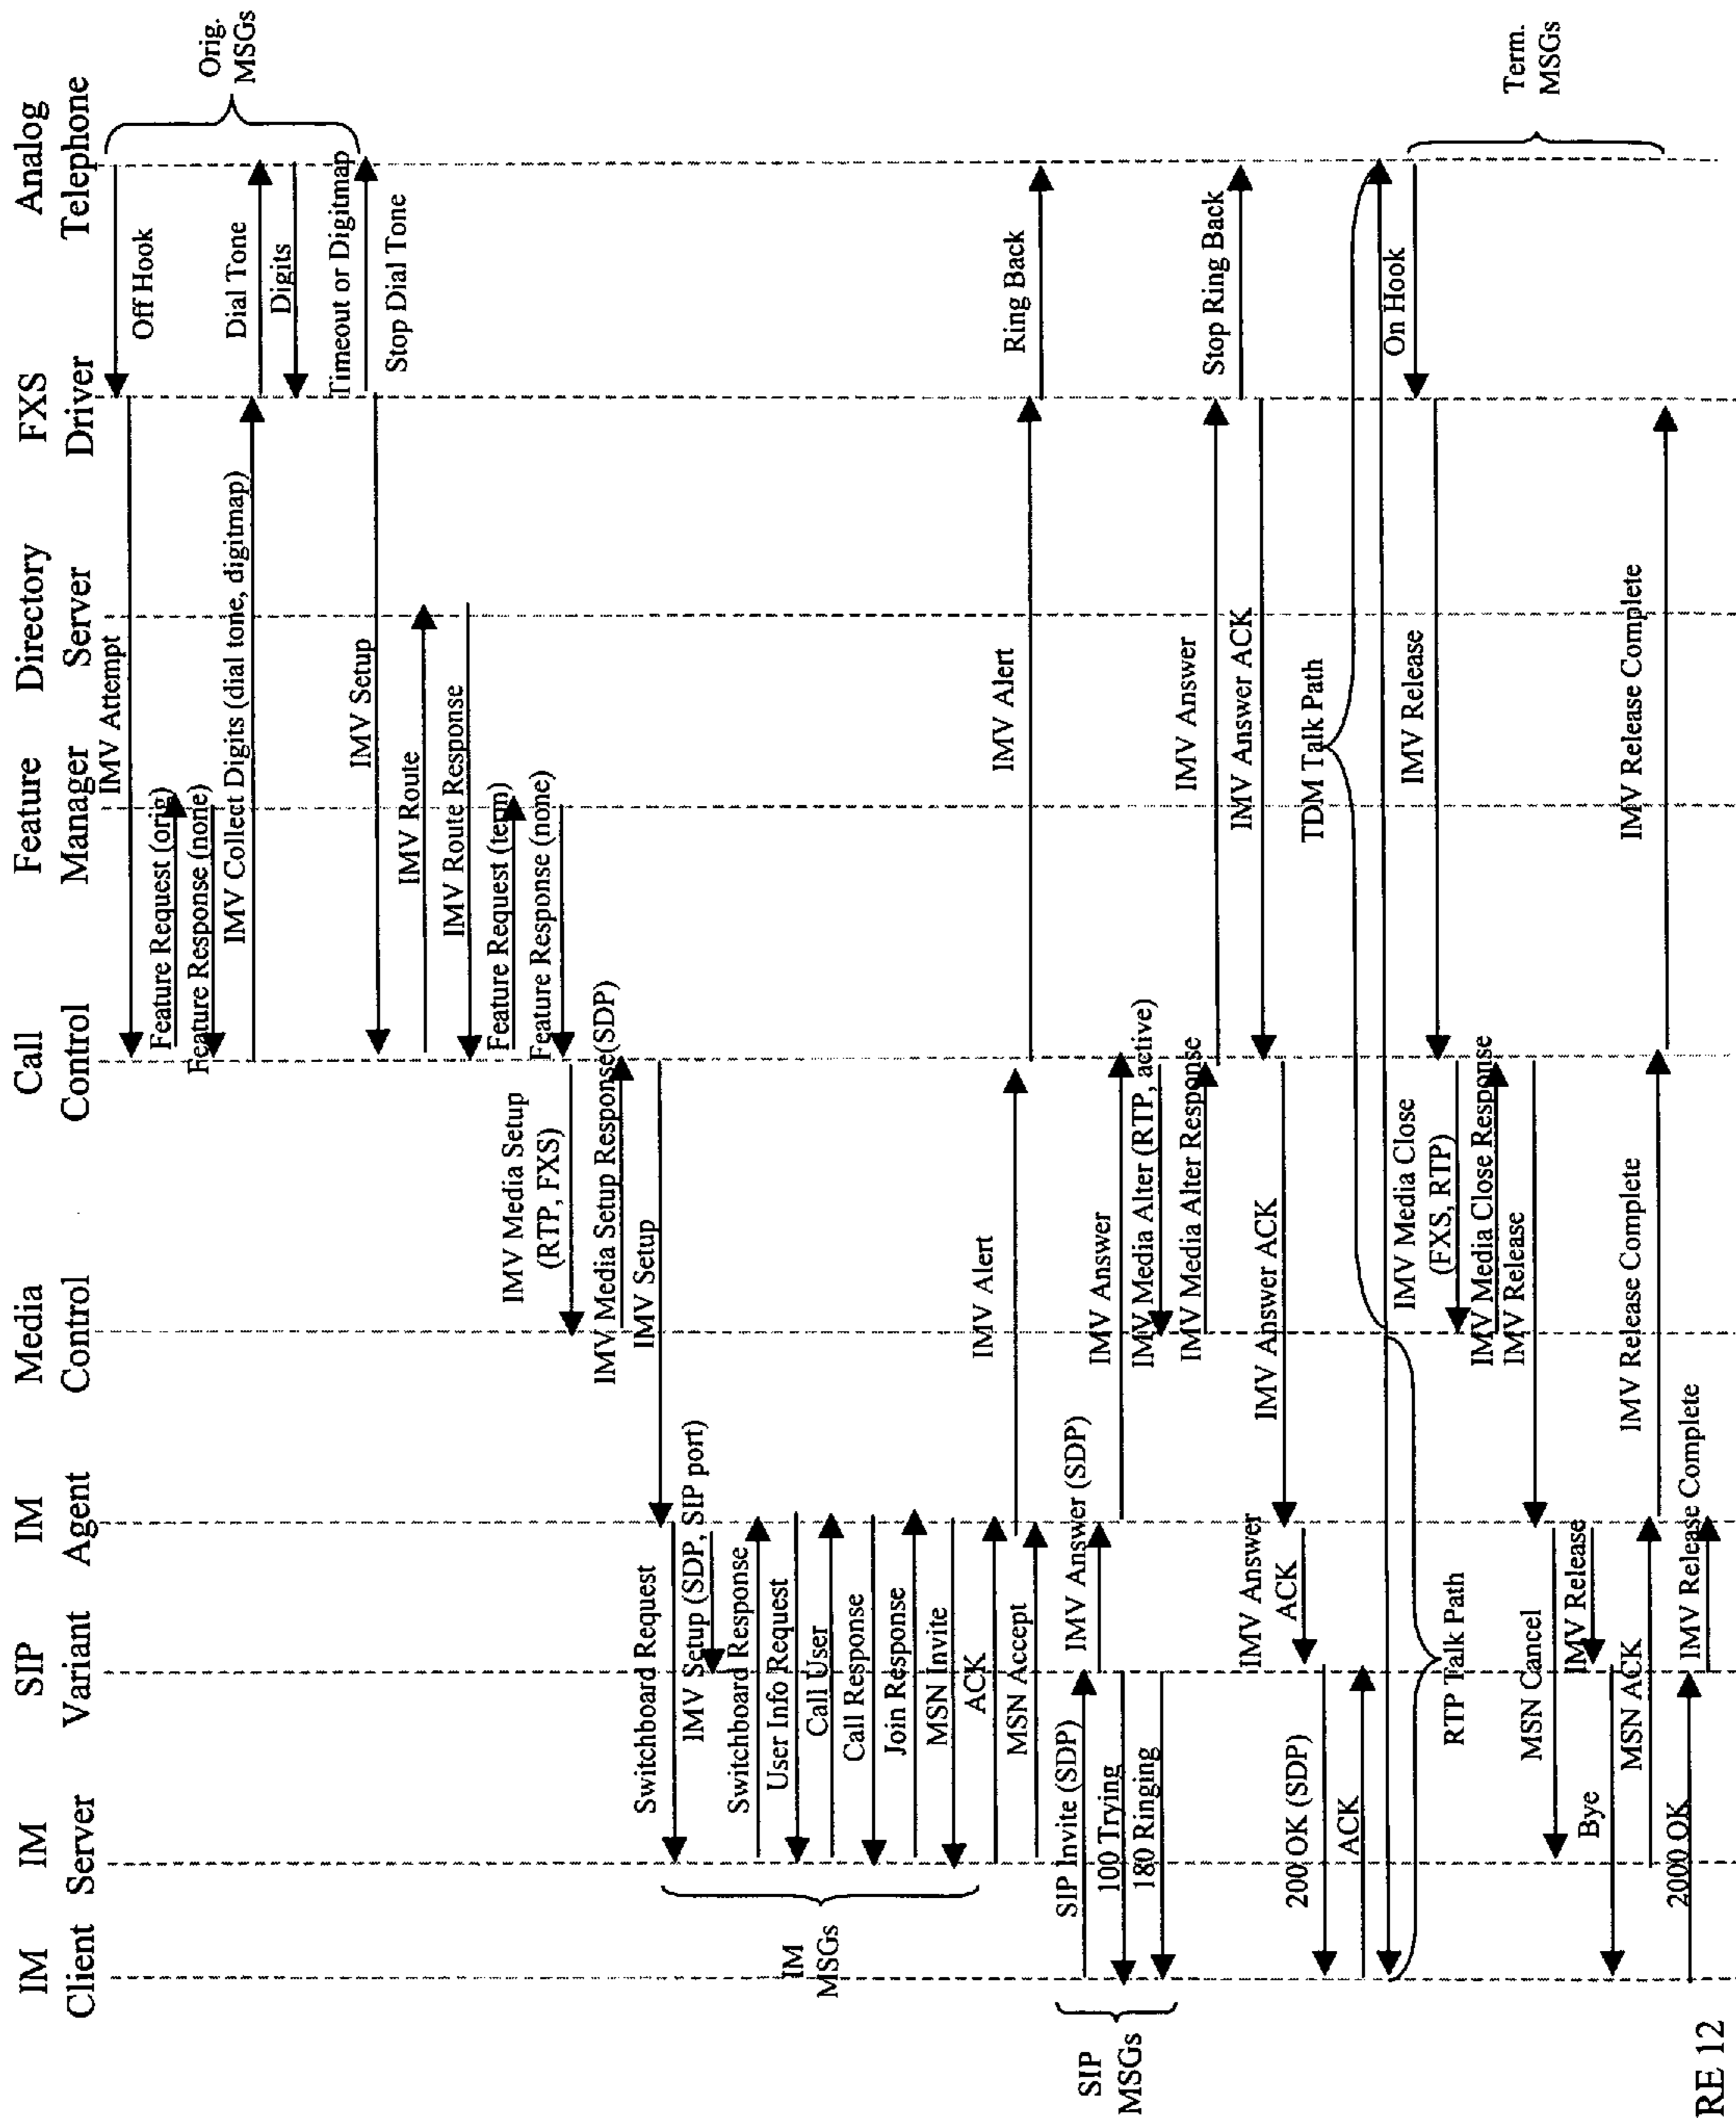 IM
Client
IM
Server
SIP
Variant
IM
Agent
Media
Control
Call
Control
Feature
Manager
Directory
Server
FXS
Driver
Analog
Telephone
Orig.
MSGs
Off Hook
IMV Attempt
Feature Request (orig)
Feature Response (none)
IMV Collect Digits (dial tone, digitmap)
Dial Tone
Digits
Timeout or Digitmap
Stop Dial Tone
IMV Setup
IMV Route
IMV Route Response
Feature Request (term)
Feature Response (none)
IMV Media Setup
(RTP, FXS)
IMV Media Setup Response(SDP)
IMV Setup
Switchboard Request
IMV Setup (SDP, SIP port)
Switchboard Response
User Info Request
Call User
Call Response
Join Response
MSN Invite
ACK
MSN Accept
IM
MSGs
IMV Alert
IMV Alert
Ring Back
SIP Invite (SDP)
IMV Answer (SDP)
100 Trying
180 Ringing
SIP
MSGs
IMV Answer
IMV Media Alter (RTP, active)
IMV Media Alter Response
IMV Answer
Stop Ring Back
IMV Answer ACK
IMV Answer ACK
IMV Answer
ACK
200 OK (SDP)
ACK
TDM Talk Path
RTP Talk Path
On Hook
IMV Release
IMV Media Close
(FXS, RTP)
IMV Media Close Response
IMV Release
MSN Cancel
IMV Release
Bye
MSN ACK
IMV Release Complete
IMV Release Complete
2000 OK
IMV Release Complete
Term.
MSGs
RE 12